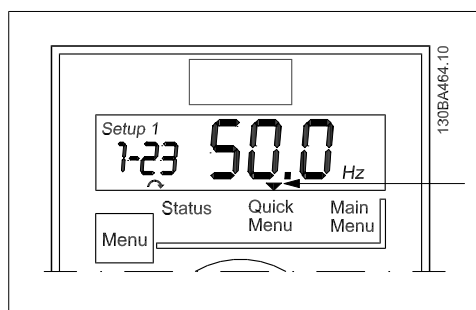 130BA464.10
Setup 1
1-23 50.0 Hz
Status Quick Menu Main Menu
Menu